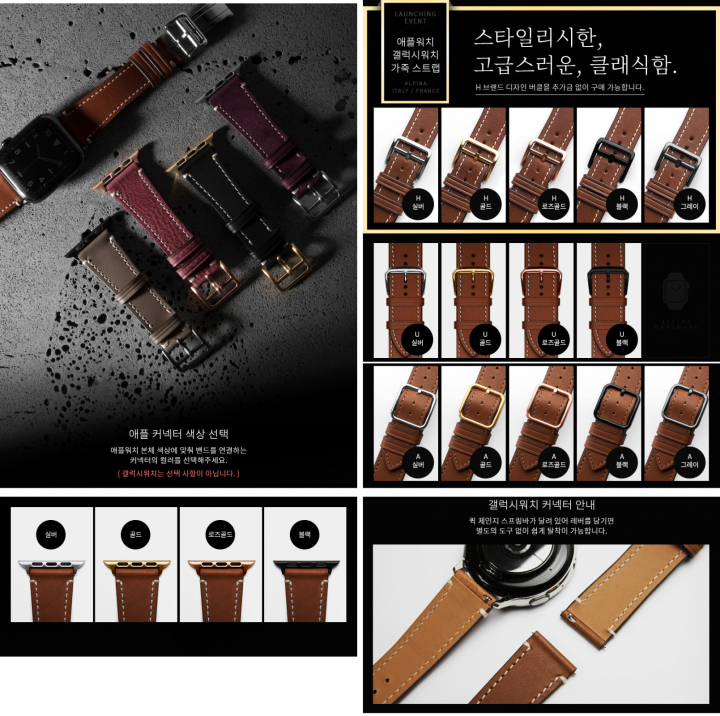 애플 커넥터 색상 선택
애플워치 본체 색상에 맞춰 밴드를 연결하는
커넥터의 컬러를 선택해주세요.
( 갤럭시워치는 선택 사항이 아닙니다. )
실버
골드
로즈골드
블랙
LAUNCHING
EVENT
애플워치
갤럭시워치
가죽 스트랩
ALPINA
ITALY / FRANCE
스타일리시한,
고급스러운, 클래식함.
H 브랜드 디자인 버클을 추가금 없이 구매 가능합니다.
H
실버
H
골드
H
로즈골드
H
블랙
H
그레이
U
실버
U
골드
U
로즈골드
U
블랙
A
실버
A
골드
A
로즈골드
A
블랙
A
그레이
갤럭시워치 커넥터 안내
퀵 체인지 스프링바가 달려 있어 레버를 당기면
별도의 도구 없이 쉽게 탈착이 가능합니다.